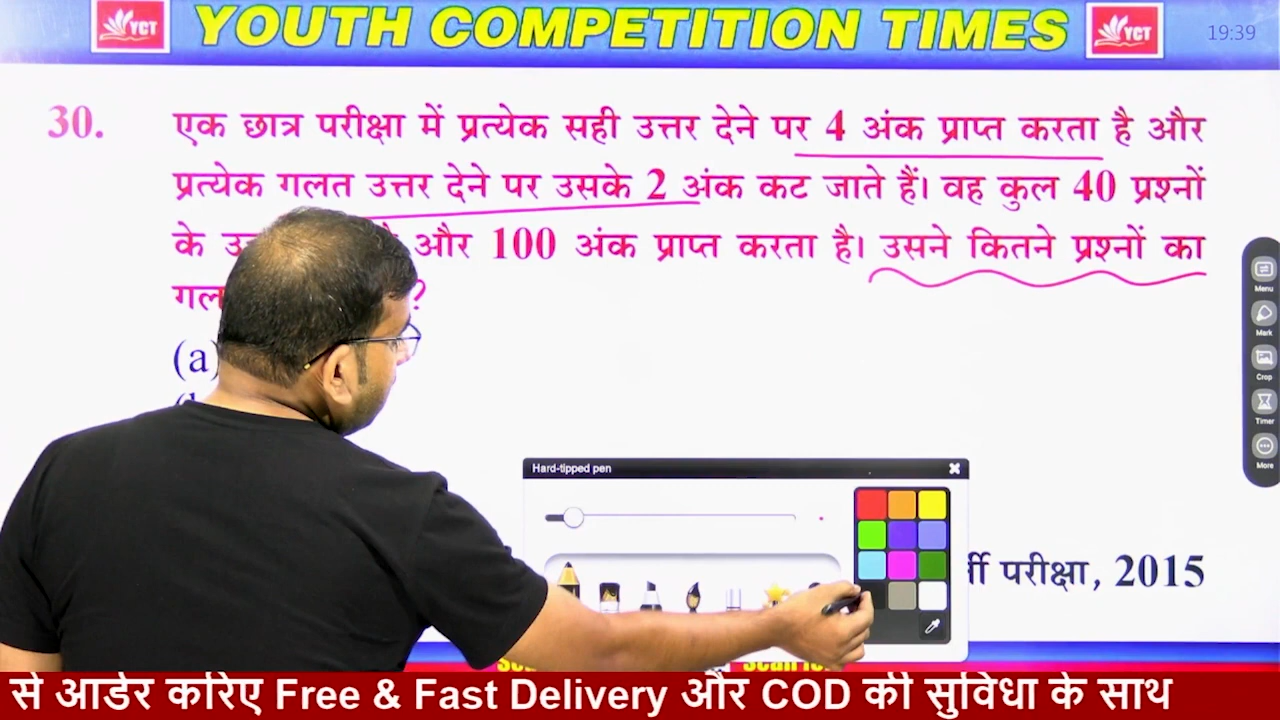 YCT
YOUTH COMPETITION TIMES
YCT
19:39
30. एक छात्र परीक्षा में प्रत्येक सही उत्तर देने पर 4 अंक प्राप्त करता है और
प्रत्येक गलत उत्तर देने पर उसके 2 अंक कट जाते हैं। वह कुल 40 प्रश्नों
के और 100 अंक प्राप्त करता है। उसने कितने प्रश्नों का
?
(a)
Hard-tipped pen
Menu
Mark
Crop
Timer
More
परीक्षा, 2015
से आर्डर करिए Free & Fast Delivery और COD की सुविधा के साथ